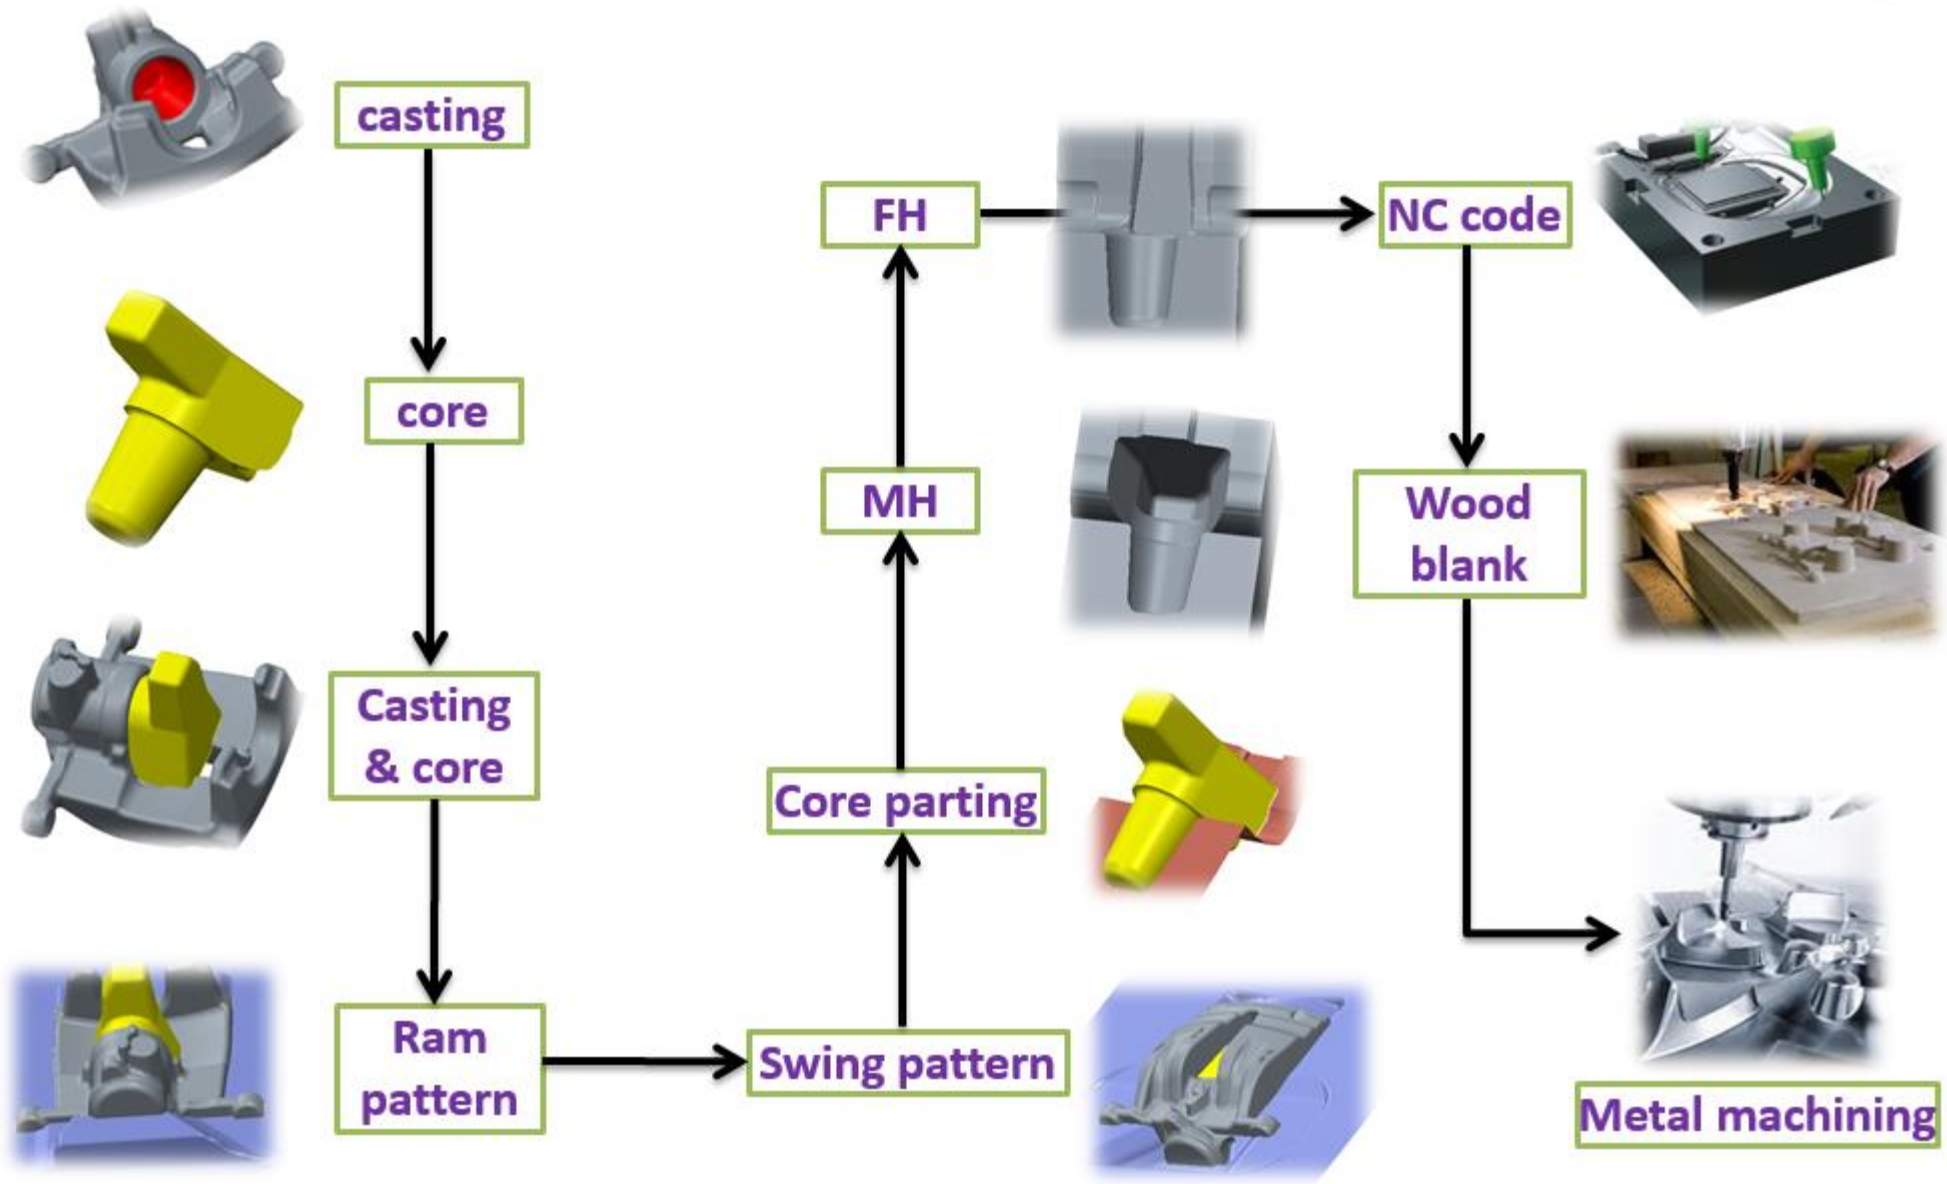 casting
core
Casting
& core
Ram
pattern
Swing pattern
Core parting
MH
FH
NC code
Wood
blank
Metal machining